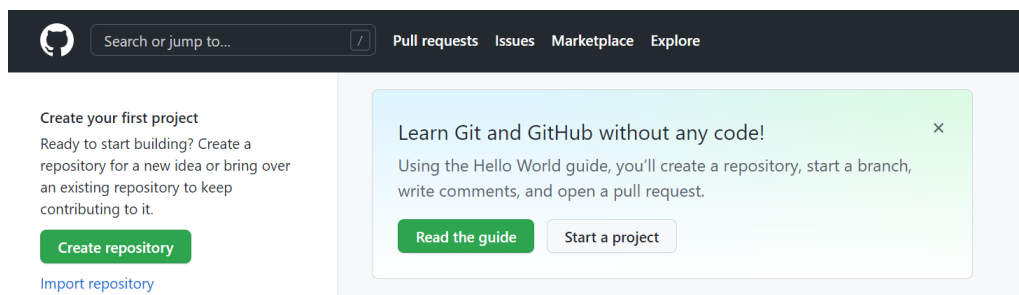 Search or jump to... /
Pull requests Issues Marketplace Explore
Create your first project
Ready to start building? Create a
repository for a new idea or bring over
an existing repository to keep
contributing to it.
Create repository
Import repository
Learn Git and GitHub without any code!
Using the Hello World guide, you’ll create a repository, start a branch,
write comments, and open a pull request.
Read the guide
Start a project